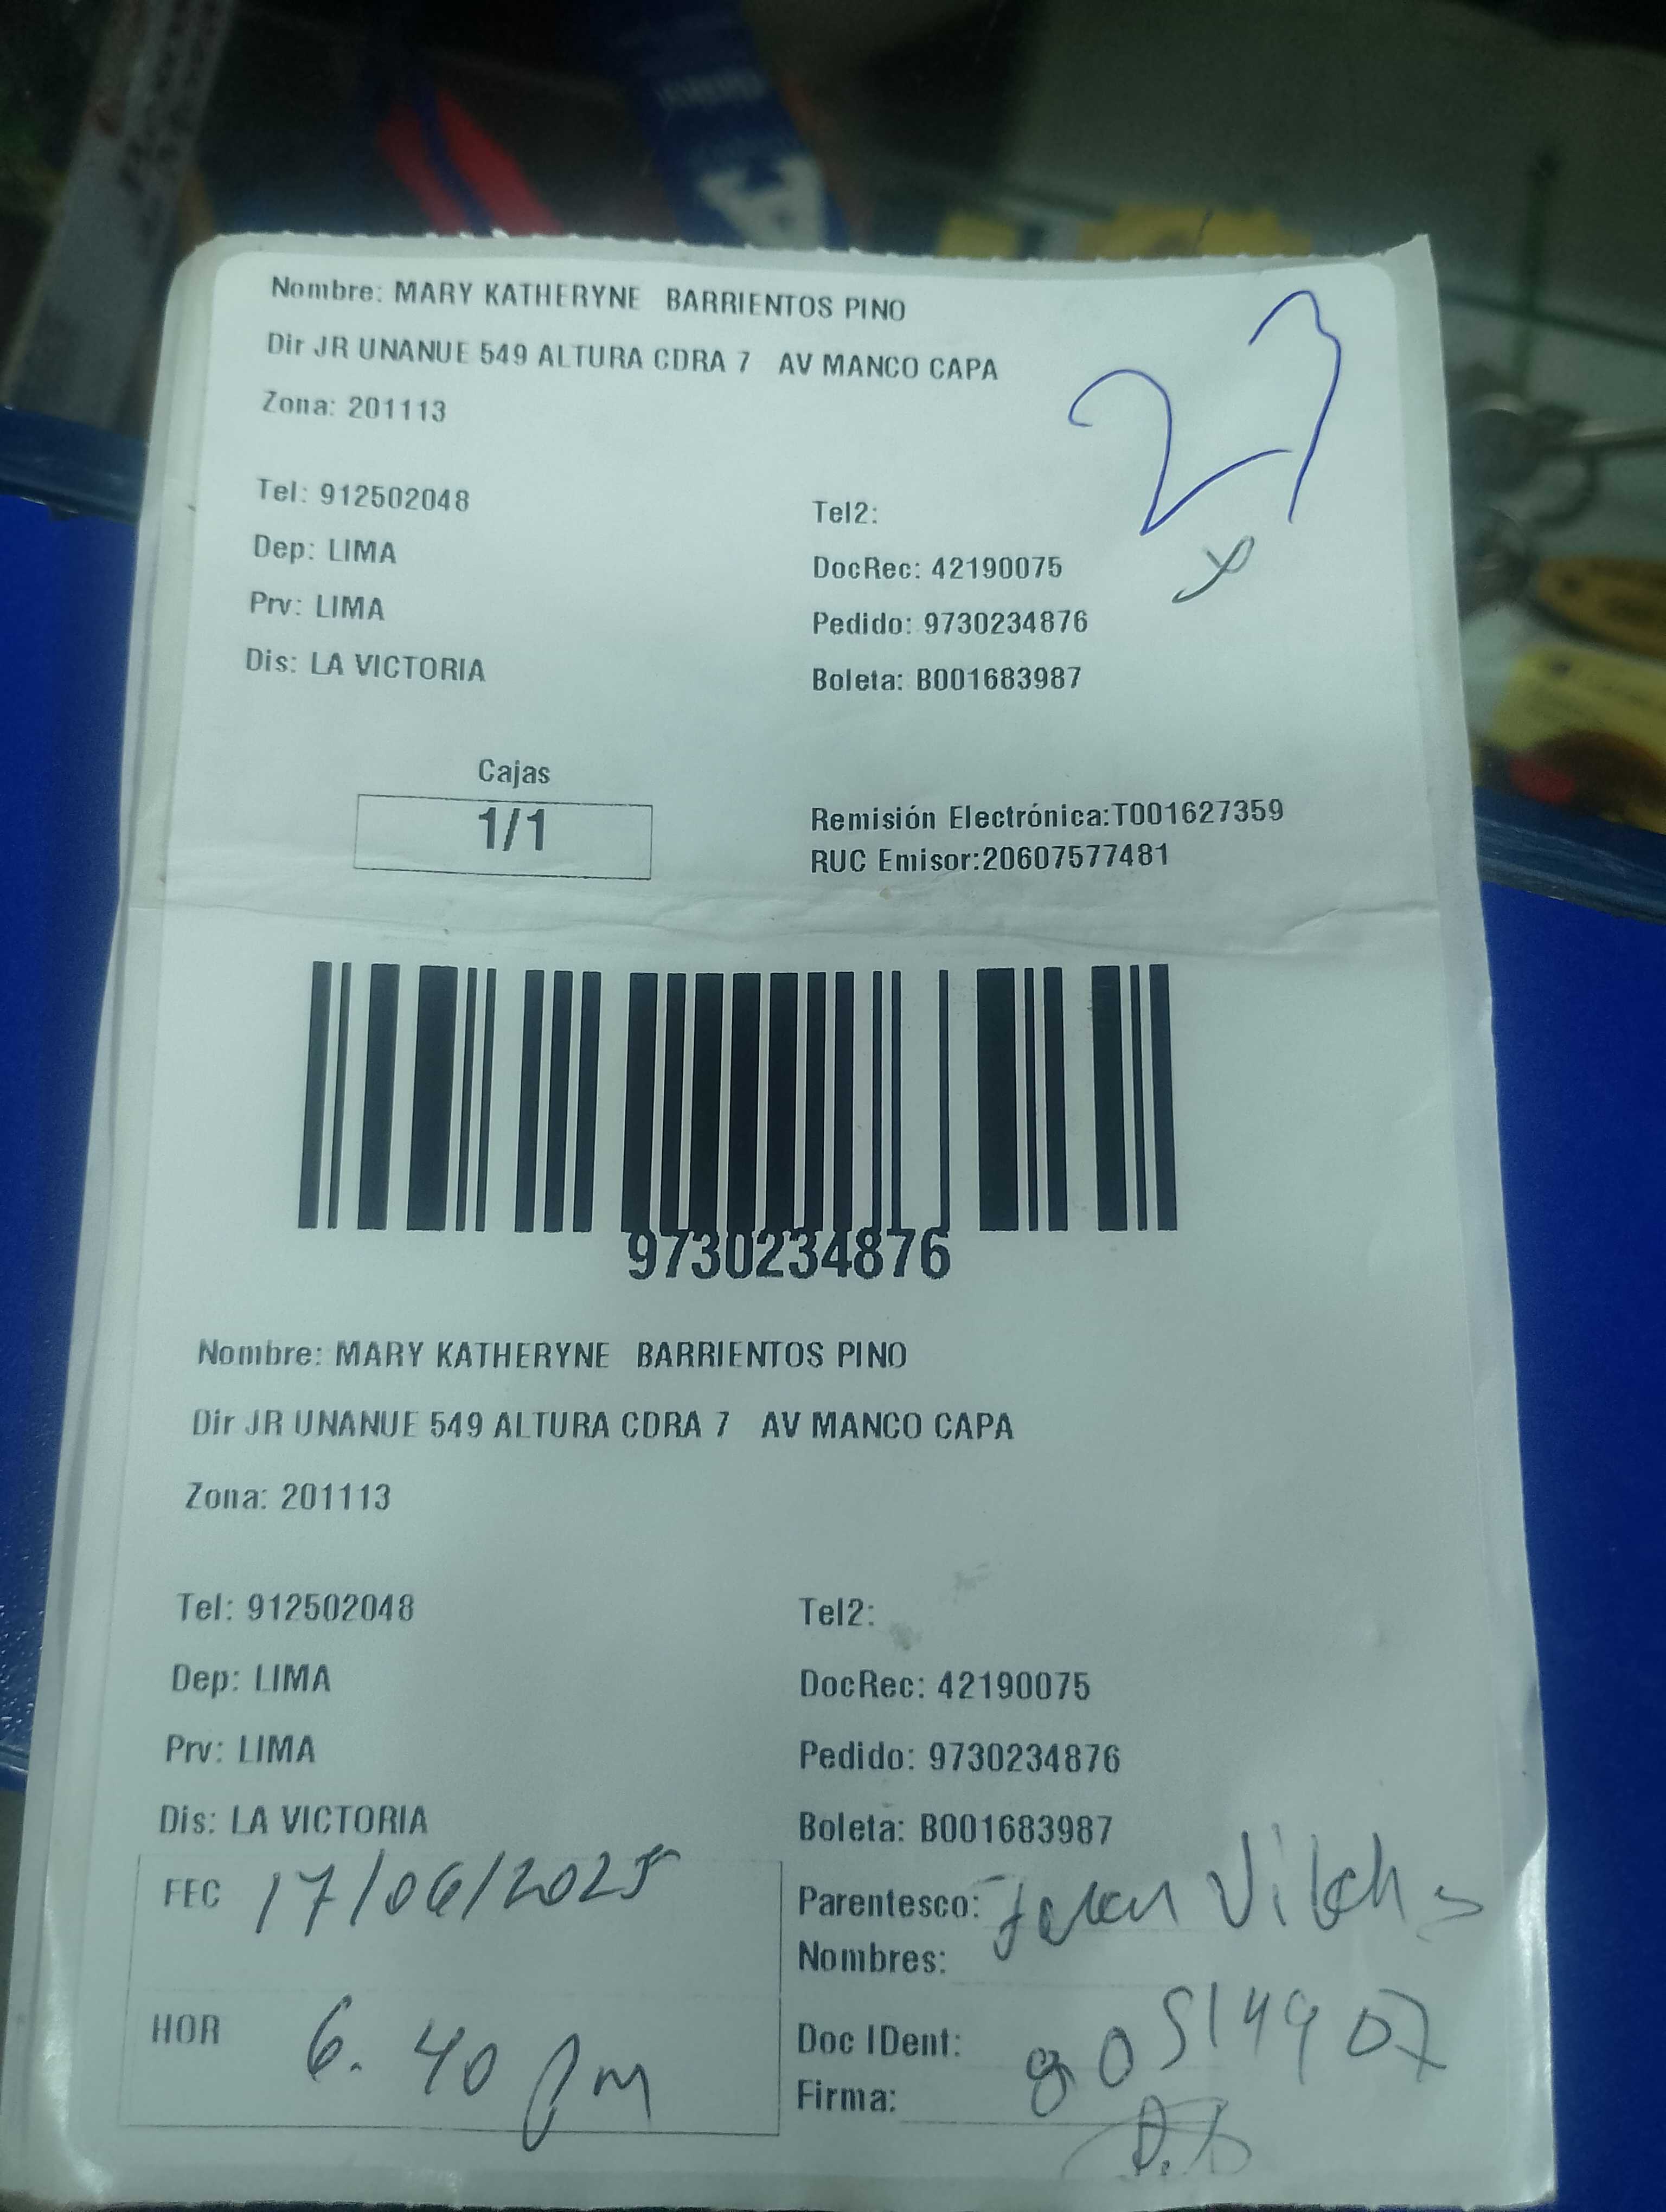 Nombre: MARY KATHERYNE BARRIENTOS PINO
Dir JR UNANUE 549 ALTURA CDRA 7 AV MANCO CAPA
Zona: 201113
27
Tel: 912502048
Tel2:
Dep: LIMA
DocRec: 42190075
Prv: LIMA
Pedido: 9730234876
Dis: LA VICTORIA
Boleta: B001683987
Cajas
1/1
Remisión Electrónica:T001627359
RUC Emisor:20607577481
9730234876
Nombre: MARY KATHERYNE BARRIENTOS PINO
Dir JR UNANUE 549 ALTURA CDRA 7 AV MANCO CAPA
Zona: 201113
Tel: 912502048
Tel2:
Dep: LIMA
DocRec: 42190075
Prv: LIMA
Pedido: 9730234876
Dis: LA VICTORIA
Boleta: B001683987
FEC 17/06/2025
Parentesco:
Nombres:
HOR 6.40 pm
Doc IDent: 80514907
Firma: